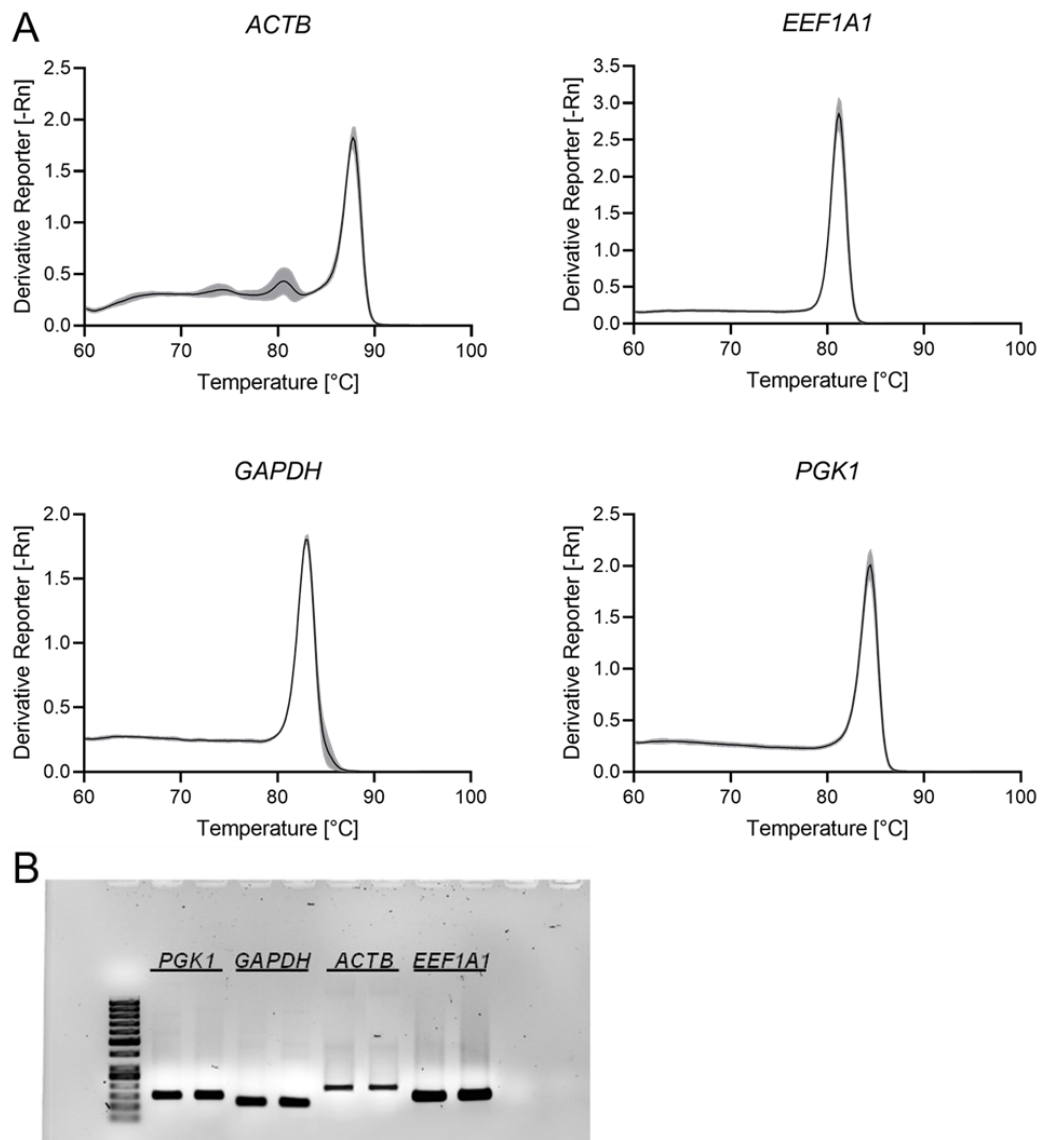 A
ACTB
Derivative Reporter [-Rn]
2.5
2.0
1.5
1.0
0.5
0.0
60 70 80 90 100
Temperature [°C]
EEF1A1
Derivative Reporter [-Rn]
3.5
3.0
2.5
2.0
1.5
1.0
0.5
0.0
60 70 80 90 100
Temperature [°C]
GAPDH
Derivative Reporter [-Rn]
2.0
1.5
1.0
0.5
0.0
60 70 80 90 100
Temperature [°C]
PGK1
Derivative Reporter [-Rn]
2.5
2.0
1.5
1.0
0.5
0.0
60 70 80 90 100
Temperature [°C]
B
PGK1 GAPDH ACTB EEF1A1